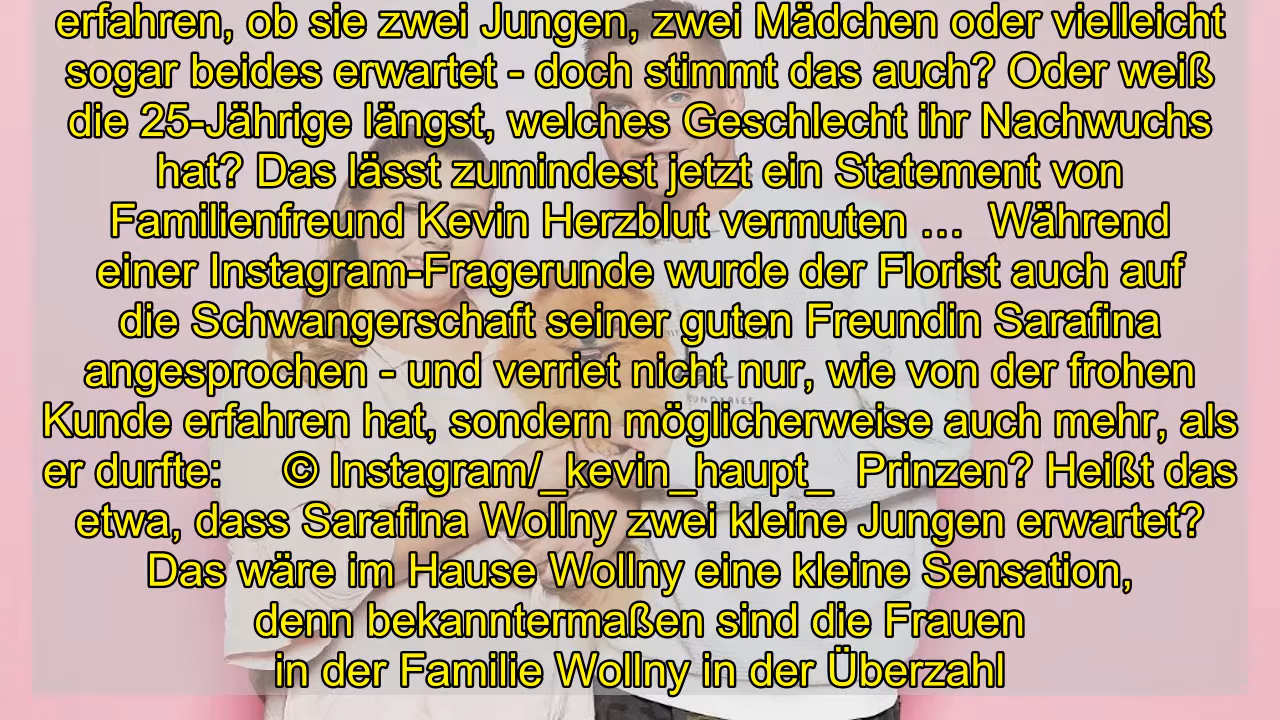 erfahren, ob sie zwei Jungen, zwei Mädchen oder vielleicht
sogar beides erwartet - doch stimmt das auch? Oder weiß
die 25-Jährige längst, welches Geschlecht ihr Nachwuchs
hat? Das lässt zumindest jetzt ein Statement von
Familienfreund Kevin Herzblut vermuten … Während
einer Instagram-Fragerunde wurde der Florist auch auf
die Schwangerschaft seiner guten Freundin Sarafina
angesprochen - und verriet nicht nur, wie von der frohen
Kunde erfahren hat, sondern möglicherweise auch mehr, als
er durfte: © Instagram/_kevin_haupt_ Prinzen? Heißt das
etwa, dass Sarafina Wollny zwei kleine Jungen erwartet?
Das wäre im Hause Wollny eine kleine Sensation,
denn bekanntermaßen sind die Frauen
in der Familie Wollny in der Überzahl